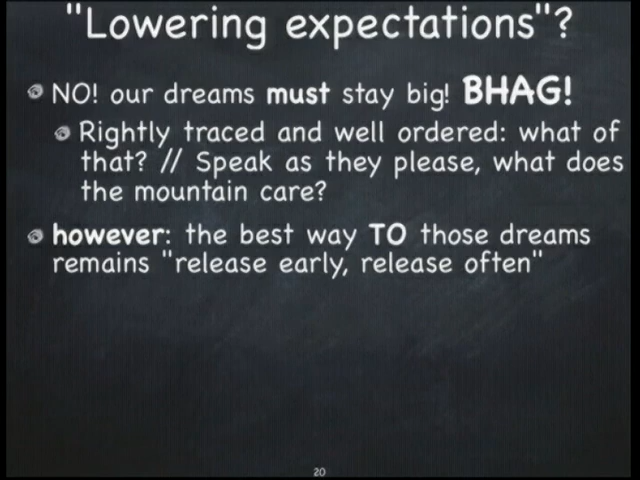 "Lowering expectations"?
NO! our dreams must stay big! BHAG!
Rightly traced and well ordered: what of
that? // Speak as they please, what does
the mountain care?
however: the best way TO those dreams
remains "release early, release often"
20